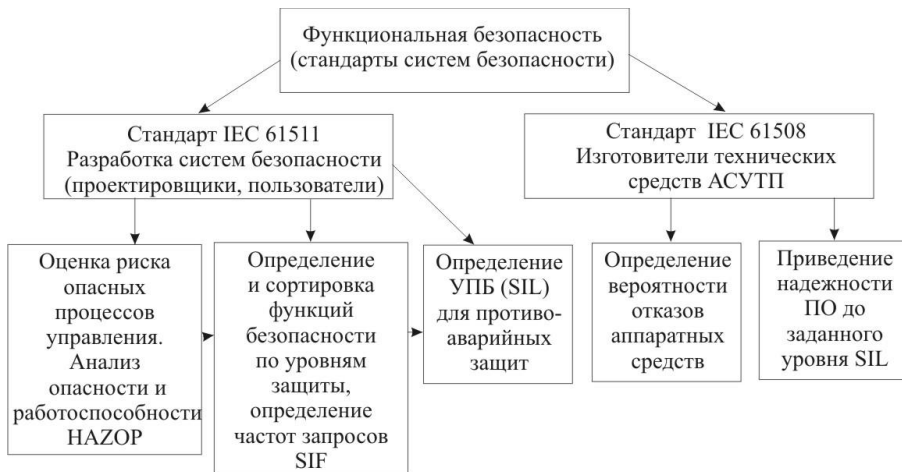 Функциональная безопасность
(стандарты систем безопасности)
Стандарт IEC 61511
Разработка систем безопасности
(проектировщики, пользователи)
Стандарт IEC 61508
Изготовители технических
средств АСУТП
Оценка риска
опасных
процессов
управления.
Анализ
опасности и
работоспособности
HAZOP
Определение
и сортировка
функций
безопасности
по уровням
защиты,
определение
частот запросов
SIF
Определение
УПБ (SIL)
для противо-
аварийных
защит
Определение
вероятности
отказов
аппаратных
средств
Приведение
надежности
ПО до
заданного
уровня SIL